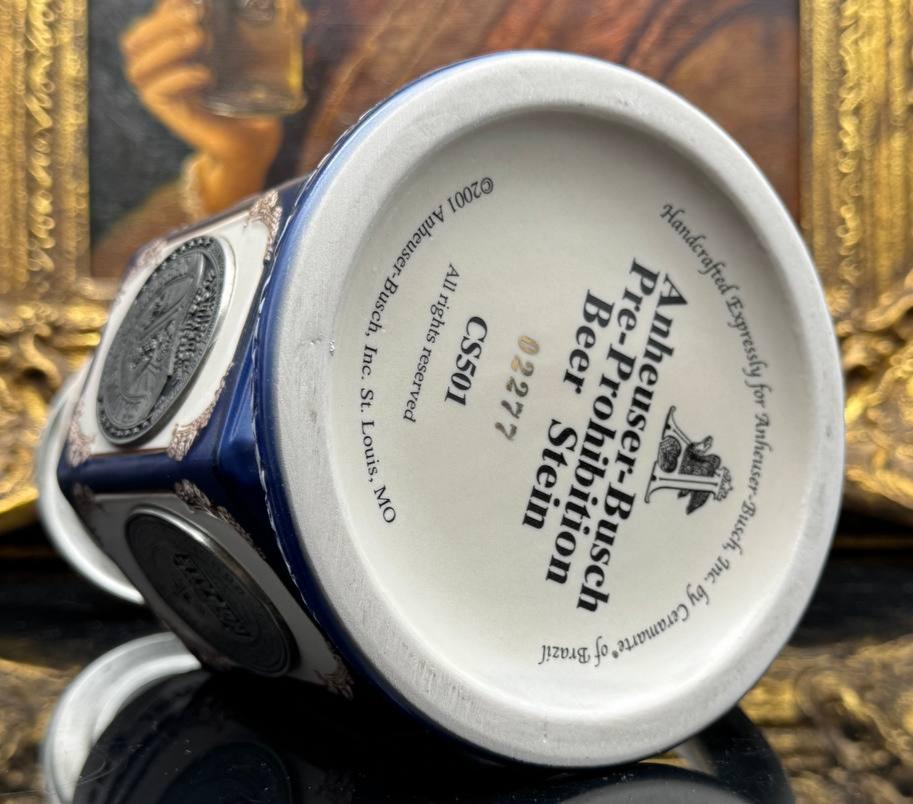 Handcrafted Expressly for Anheuser-Busch, Inc. by Ceramarte® of Brazil
Anheuser-Busch
Pre-Prohibition
Beer Stein
02277
CS501
All rights reserved
©2001 Anheuser-Busch, Inc. St. Louis, MO